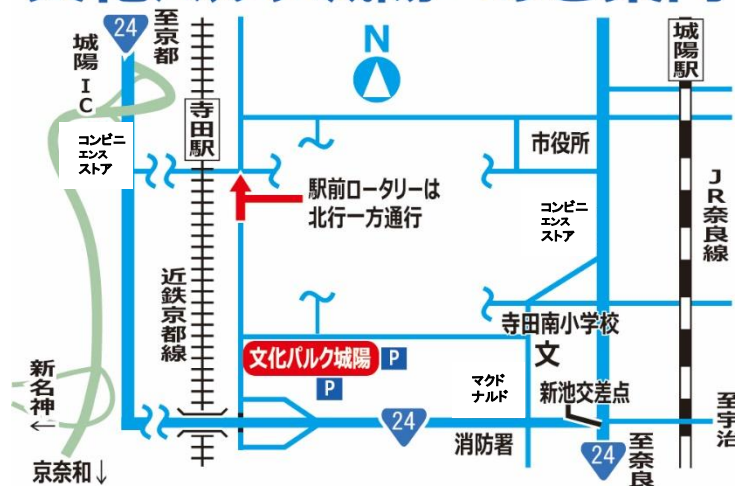 24
至京都
城陽IC
コンビニ
エンス
ストア
寺田駅
近鉄京都線
新名神
←
京奈和↓
N
駅前ロータリーは
北行一方通行
市役所
コンビニ
エンス
ストア
城陽駅
JR奈良線
寺田南小学校
文
文化パルク城陽
P
P
マクド
ナルド
新池交差点
24
消防署
24
至奈良
至宇治